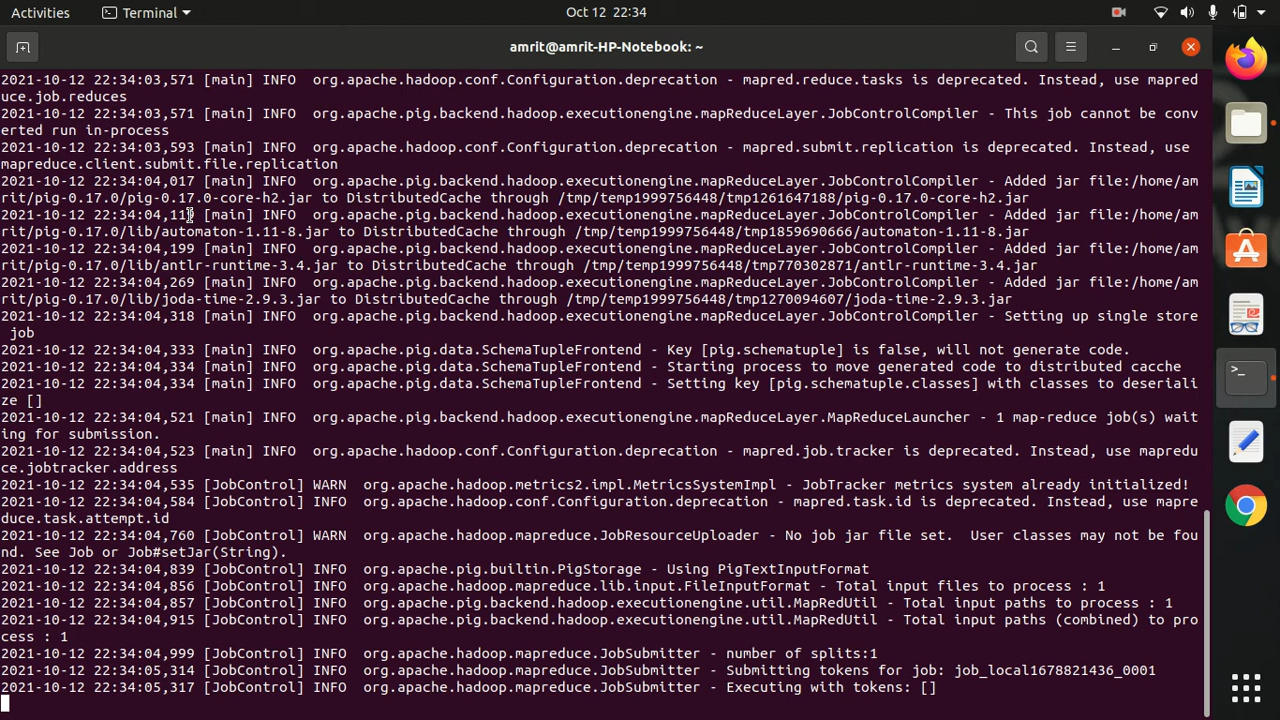 Activities
Terminal
Oct 12 22:34
amrit@amrit-HP-Notebook: ~
2021-10-12 22:34:03,571 [main] INFO  org.apache.hadoop.conf.Configuration.deprecation - mapred.reduce.tasks is deprecated. Instead, use mapred
uce.job.reduces
2021-10-12 22:34:03,571 [main] INFO  org.apache.pig.backend.hadoop.executionengine.mapReduceLayer.JobControlCompiler - This job cannot be conv
erted run in-process
2021-10-12 22:34:03,593 [main] INFO  org.apache.hadoop.conf.Configuration.deprecation - mapred.submit.replication is deprecated. Instead, use
mapreduce.client.submit.file.replication
2021-10-12 22:34:04,017 [main] INFO  org.apache.pig.backend.hadoop.executionengine.mapReduceLayer.JobControlCompiler - Added jar file:/home/am
rit/pig-0.17.0/pig-0.17.0-core-h2.jar to DistributedCache through /tmp/temp1999756448/tmp126164536/pig-0.17.0-core-h2.jar
[main] INFO  org.apache.pig.backend.hadoop.executionengine.mapReduceLayer.JobControlCompiler - Added jar file:/home/am
rit/pig-0.17.0/lib/automaton-1.11-8.jar to DistributedCache through /tmp/temp1999756448/tmp1859690666/automaton-1.11-8.jar
2021-10-12 22:34:04,199 [main] INFO  org.apache.pig.backend.hadoop.executionengine.mapReduceLayer.JobControlCompiler - Added jar file:/home/am
rit/pig-0.17.0/lib/antlr-runtime-3.4.jar to DistributedCache through /tmp/temp1999756448/tmp770302871/antlr-runtime-3.4.jar
2021-10-12 22:34:04,269 [main] INFO  org.apache.pig.backend.hadoop.executionengine.mapReduceLayer.JobControlCompiler - Added jar file:/home/am
rit/pig-0.17.0/lib/joda-time-2.9.3.jar to DistributedCache through /tmp/temp1999756448/tmp1270094607/joda-time-2.9.3.jar
2021-10-12 22:34:04,318 [main] INFO  org.apache.pig.backend.hadoop.executionengine.mapReduceLayer.JobControlCompiler - Setting up single store
job
2021-10-12 22:34:04,333 [main] INFO  org.apache.pig.data.SchemaTupleFrontend - Key [pig.schematuple] is false, will not generate code.
2021-10-12 22:34:04,334 [main] INFO  org.apache.pig.data.SchemaTupleFrontend - Starting process to move generated code to distributed cacche
2021-10-12 22:34:04,334 [main] INFO  org.apache.pig.data.SchemaTupleFrontend - Setting key [pig.schematuple.classes] with classes to deseriali
ze []
2021-10-12 22:34:04,521 [main] INFO  org.apache.pig.backend.hadoop.executionengine.mapReduceLayer.MapReduceLauncher - 1 map-reduce job(s) wait
ing for submission.
2021-10-12 22:34:04,523 [main] INFO  org.apache.hadoop.conf.Configuration.deprecation - mapred.job.tracker is deprecated. Instead, use mapredu
ce.jobtracker.address
2021-10-12 22:34:04,535 [JobControl] WARN  org.apache.hadoop.metrics2.impl.MetricsSystemImpl - JobTracker metrics system already initialized!
2021-10-12 22:34:04,584 [JobControl] INFO  org.apache.hadoop.conf.Configuration.deprecation - mapred.task.id is deprecated. Instead, use mapre
duce.task.attempt.id
2021-10-12 22:34:04,760 [JobControl] WARN  org.apache.hadoop.mapreduce.JobResourceUploader - No job jar file set.  User classes may not be fou
nd. See Job or Job#setJar(String).
2021-10-12 22:34:04,839 [JobControl] INFO  org.apache.pig.builtin.PigStorage - Using PigTextInputFormat
2021-10-12 22:34:04,846 [JobControl] INFO  org.apache.hadoop.mapreduce.lib.input.FileInputFormat - Total input files to process : 1
2021-10-12 22:34:04,857 [JobControl] INFO  org.apache.pig.backend.hadoop.executionengine.util.MapRedUtil - Total input paths to process : 1
2021-10-12 22:34:04,915 [JobControl] INFO  org.apache.pig.backend.hadoop.executionengine.util.MapRedUtil - Total input paths (combined) to pro
cess : 1
2021-10-12 22:34:04,999 [JobControl] INFO  org.apache.hadoop.mapreduce.JobSubmitter - number of splits:1
2021-10-12 22:34:05,314 [JobControl] INFO  org.apache.hadoop.mapreduce.JobSubmitter - Submitting tokens for job: job_local1678821436_0001
2021-10-12 22:34:05,317 [JobControl] INFO  org.apache.hadoop.mapreduce.JobSubmitter - Executing with tokens: []